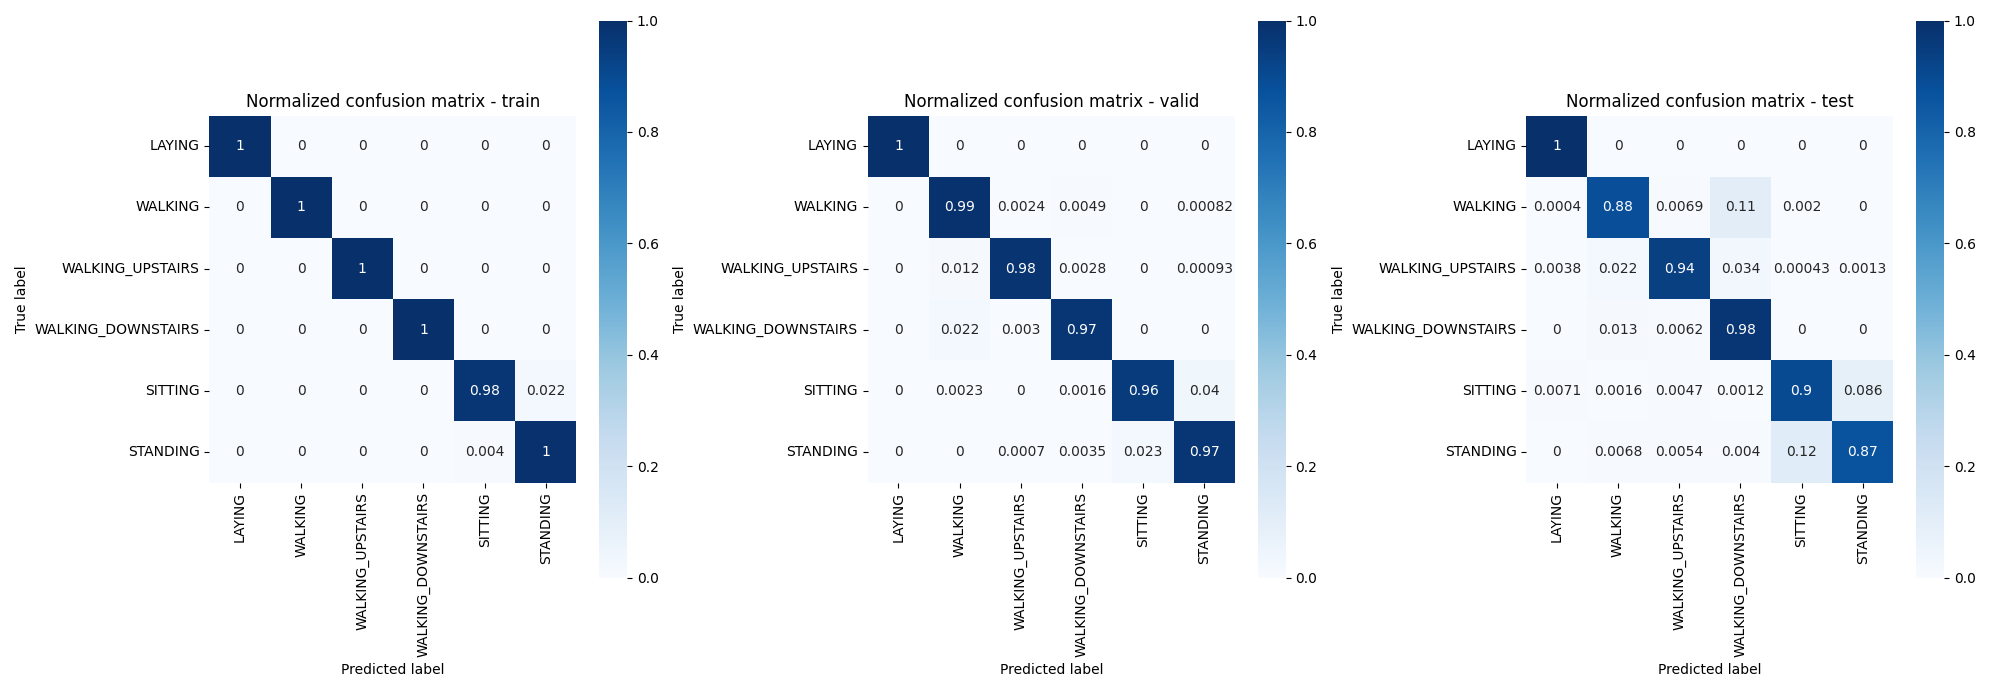 Normalized confusion matrix - train
True label
LAYING 1 0 0 0 0 0
WALKING 0 1 0 0 0 0
WALKING_UPSTAIRS 0 0 1 0 0 0
WALKING_DOWNSTAIRS 0 0 0 1 0 0
SITTING 0 0 0 0 0.98 0.022
STANDING 0 0 0 0 0.004 1
LAYING WALKING WALKING_UPSTAIRS WALKING_DOWNSTAIRS SITTING STANDING
Predicted label
1.0
0.8
0.6
0.4
0.2
0.0
Normalized confusion matrix - valid
True label
LAYING 1 0 0 0 0 0
WALKING 0 0.99 0.0024 0.0049 0 0.00082
WALKING_UPSTAIRS 0 0.012 0.98 0.0028 0 0.00093
WALKING_DOWNSTAIRS 0 0.022 0.003 0.97 0 0
SITTING 0 0.0023 0 0.0016 0.96 0.04
STANDING 0 0 0.0007 0.0035 0.023 0.97
LAYING WALKING WALKING_UPSTAIRS WALKING_DOWNSTAIRS SITTING STANDING
Predicted label
1.0
0.8
0.6
0.4
0.2
0.0
Normalized confusion matrix - test
True label
LAYING 1 0 0 0 0 0
WALKING 0.0004 0.88 0.0069 0.11 0.002 0
WALKING_UPSTAIRS 0.0038 0.022 0.94 0.034 0.00043 0.0013
WALKING_DOWNSTAIRS 0 0.013 0.0062 0.98 0 0
SITTING 0.0071 0.0016 0.0047 0.0012 0.9 0.086
STANDING 0 0.0068 0.0054 0.004 0.12 0.87
LAYING WALKING WALKING_UPSTAIRS WALKING_DOWNSTAIRS SITTING STANDING
Predicted label
1.0
0.8
0.6
0.4
0.2
0.0